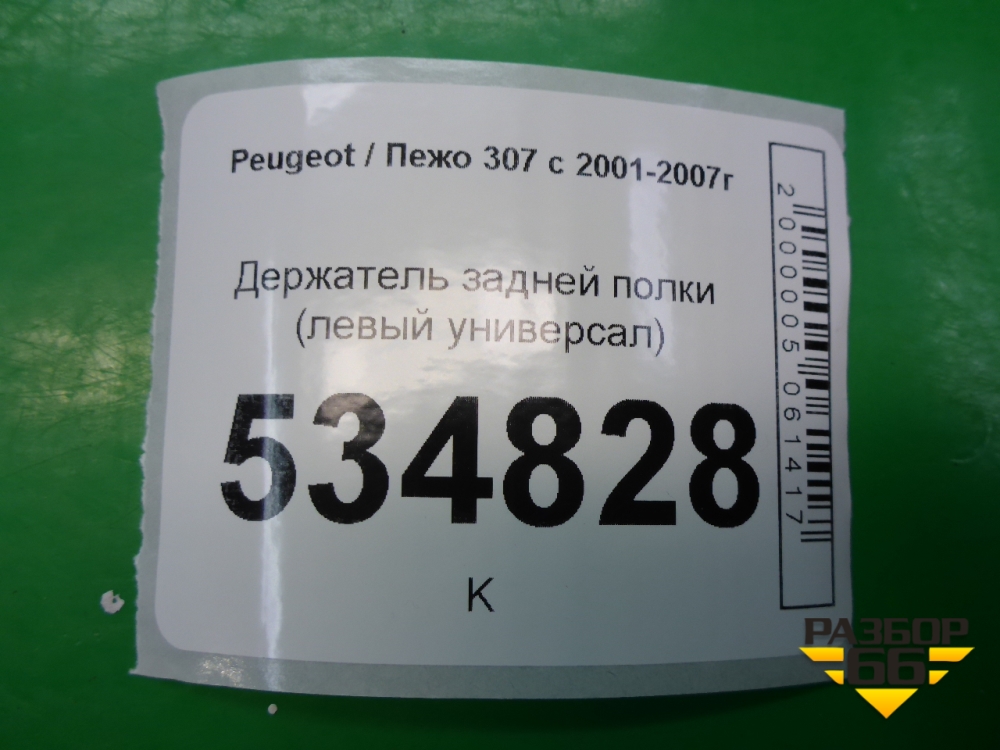 Peugeot / Пежо 307 с 2001-2007г
Держатель задней полки
(левый универсал)
534828
К
2000005061417
РАЗБОР
66